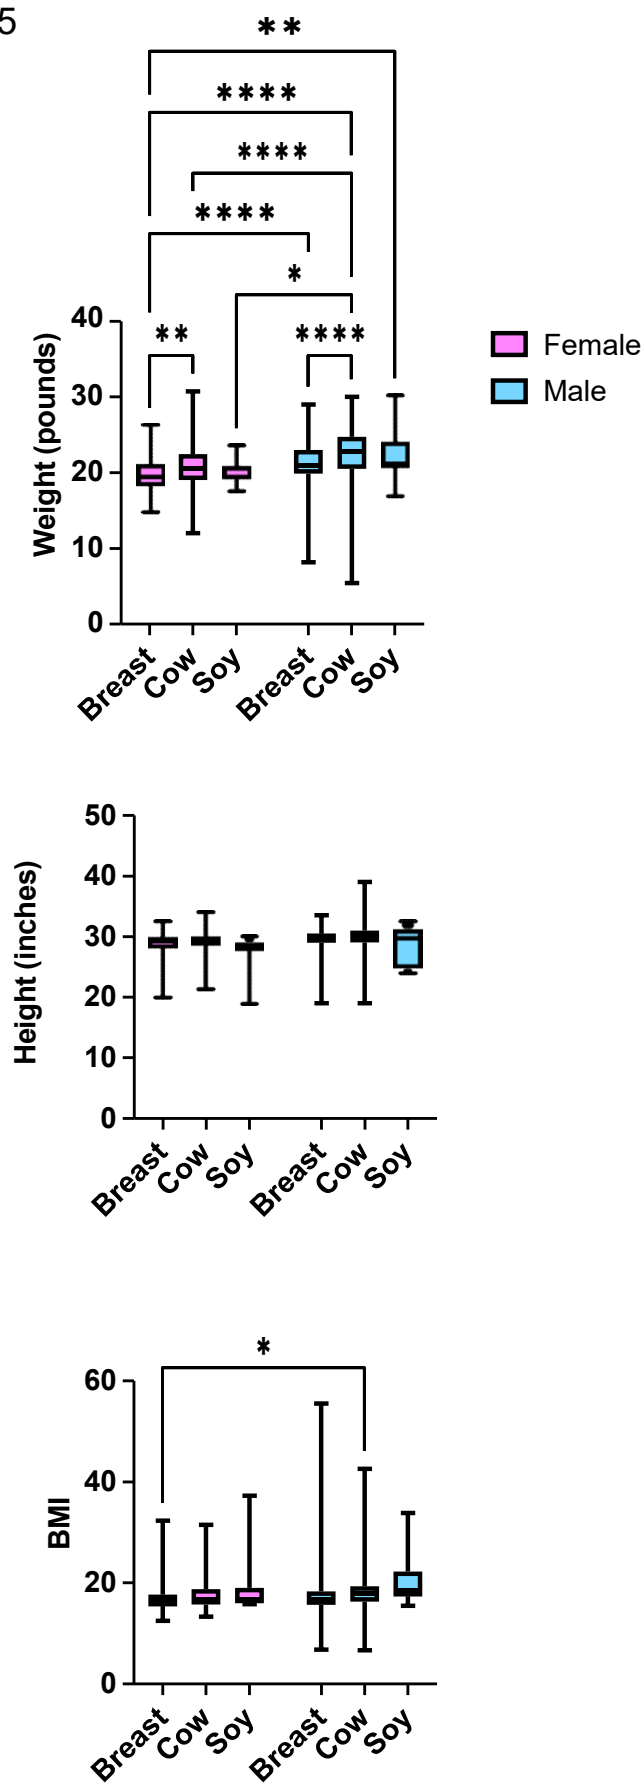 5
**
****
****
****
*
** ****
Weight (pounds)
40
30
20
10
0
Breast Cow Soy Breast Cow Soy
Female
Male
Height (inches)
50
40
30
20
10
0
Breast Cow Soy Breast Cow Soy
*
BMI
60
40
20
0
Breast Cow Soy Breast Cow Soy